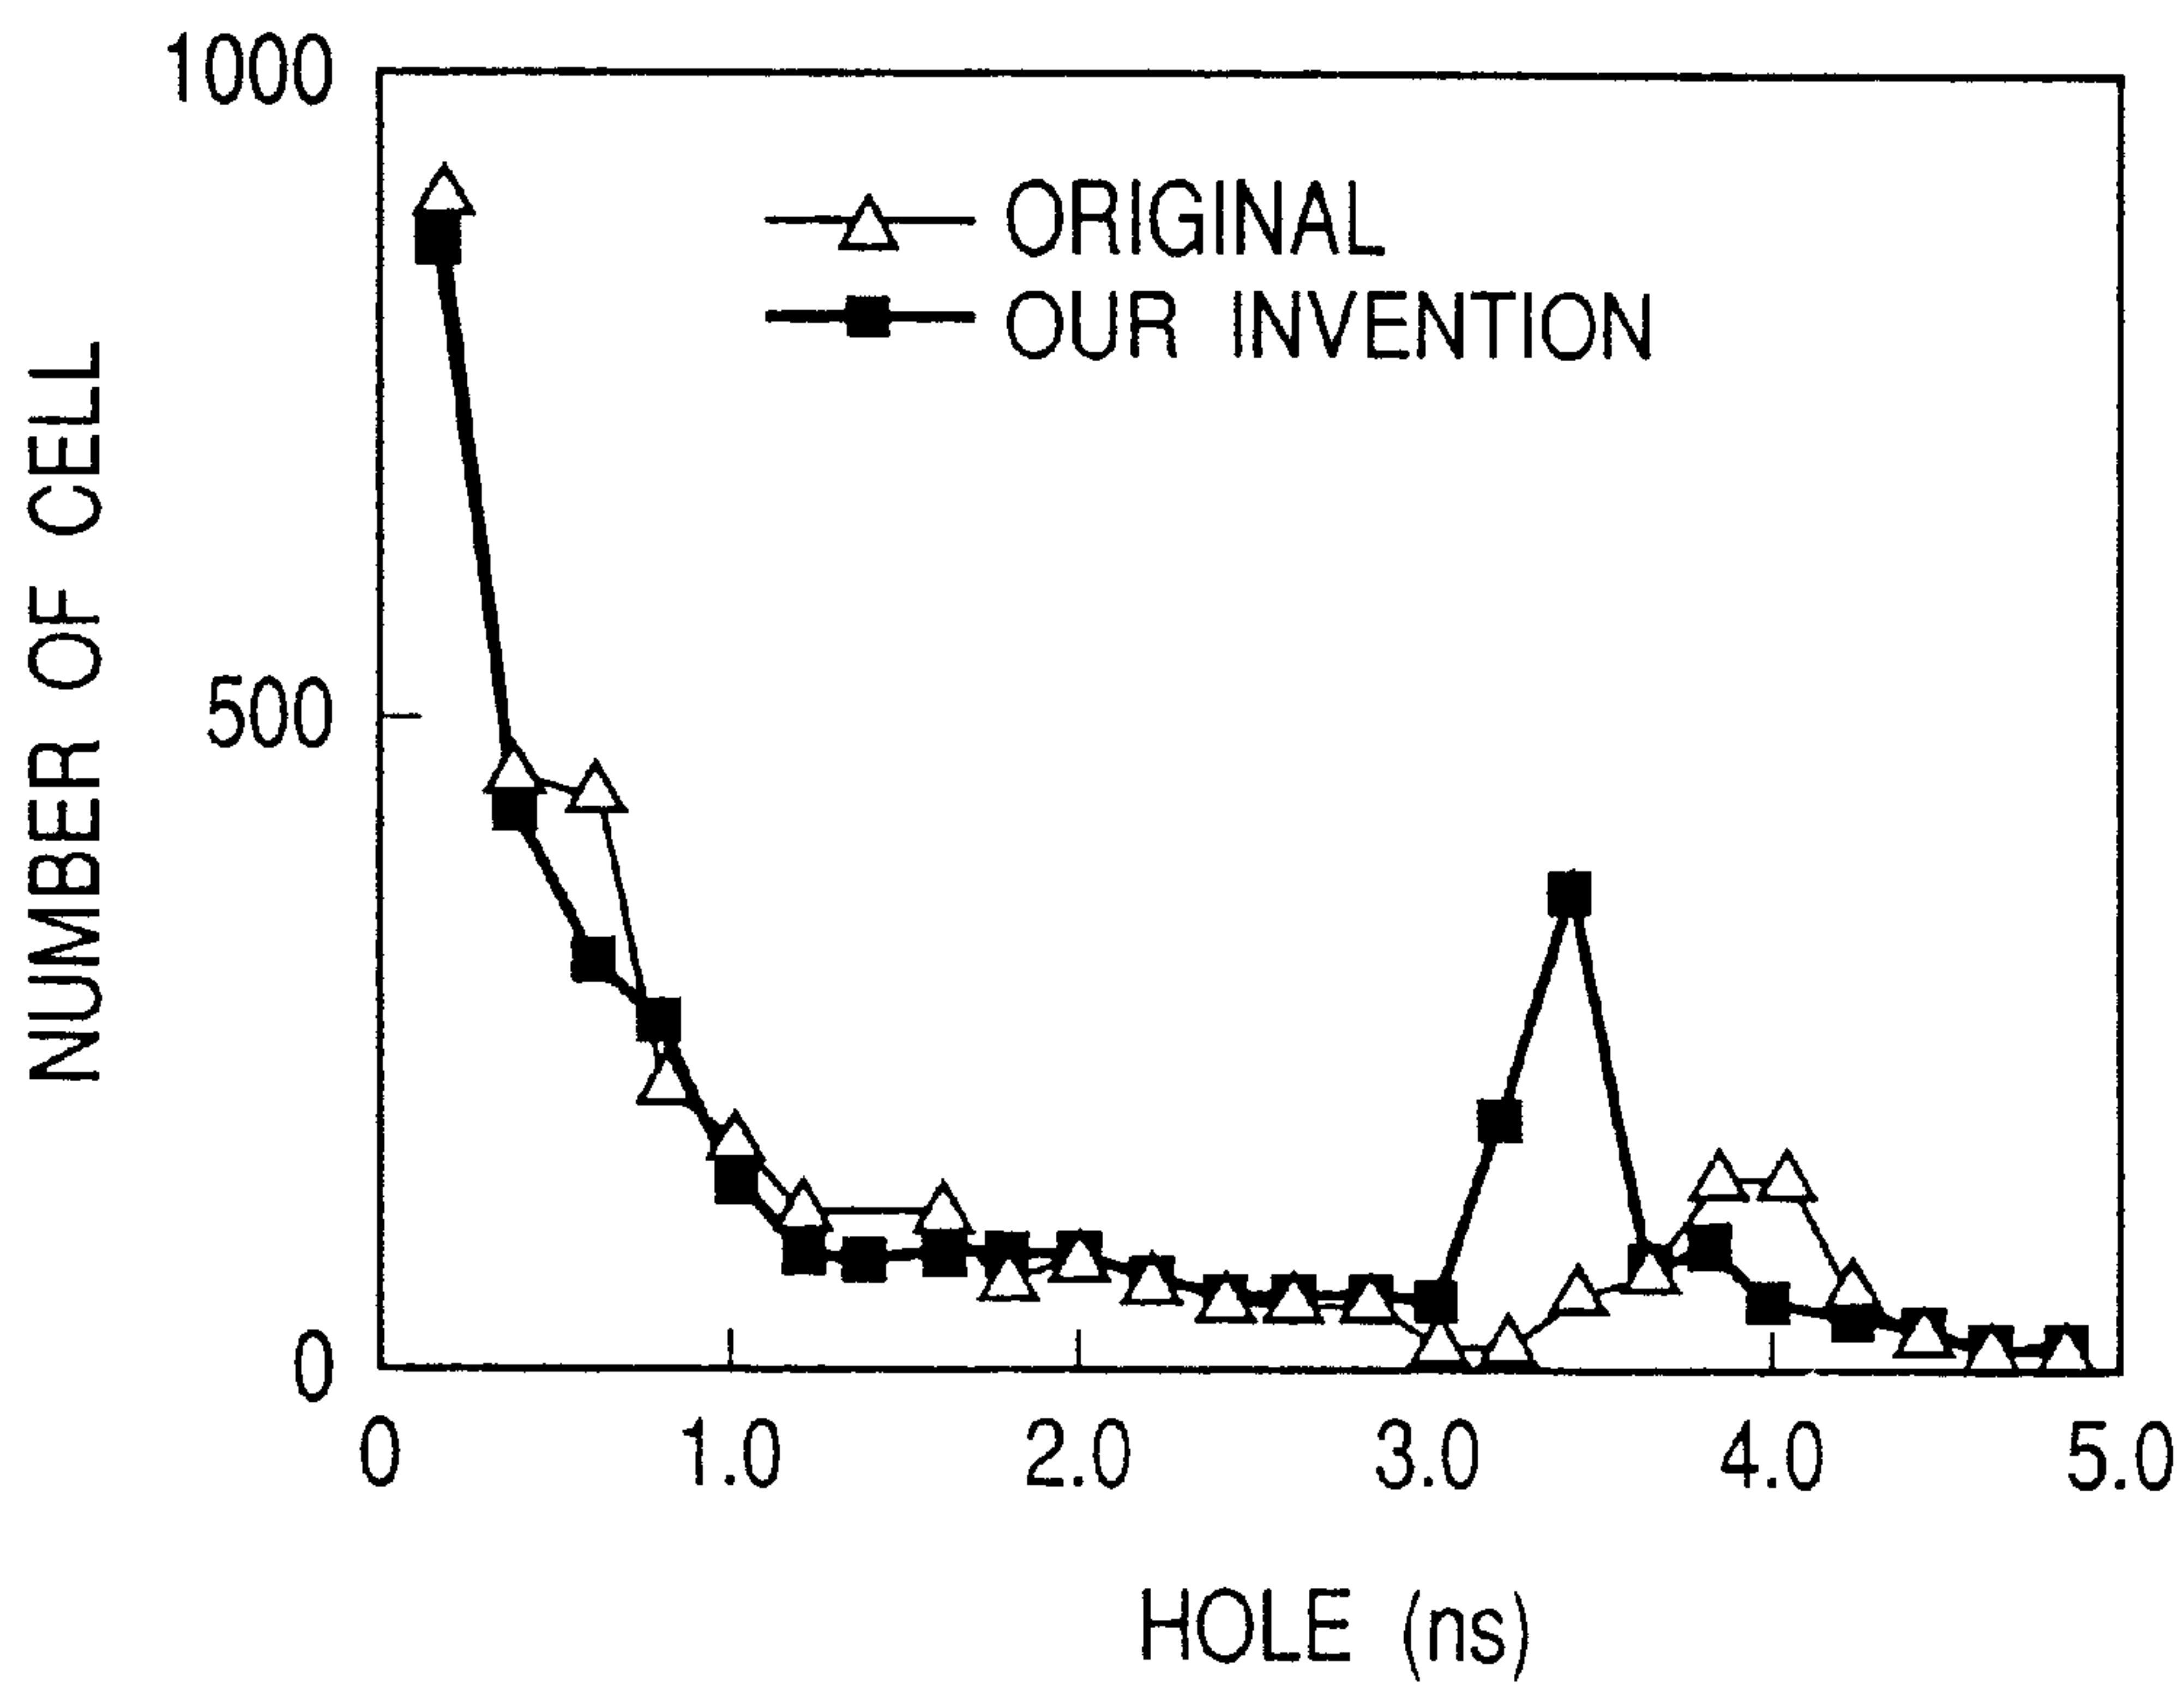 1000
ORIGINAL
OUR INVENTION
NUMBER OF CELL
500
0
0 1.0 2.0 3.0 4.0 5.0
HOLE (ns)